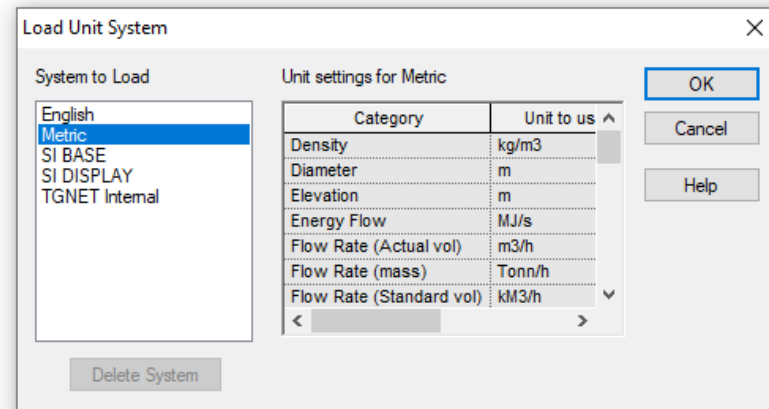 Load Unit System
System to Load
English
Metric
SI BASE
SI DISPLAY
TGNET Internal
Delete System
Unit settings for Metric
Category Unit to us
Density kg/m3
Diameter m
Elevation m
Energy Flow MJ/s
Flow Rate (Actual vol) m3/h
Flow Rate (mass) Tonn/h
Flow Rate (Standard vol) kM3/h
OK
Cancel
Help